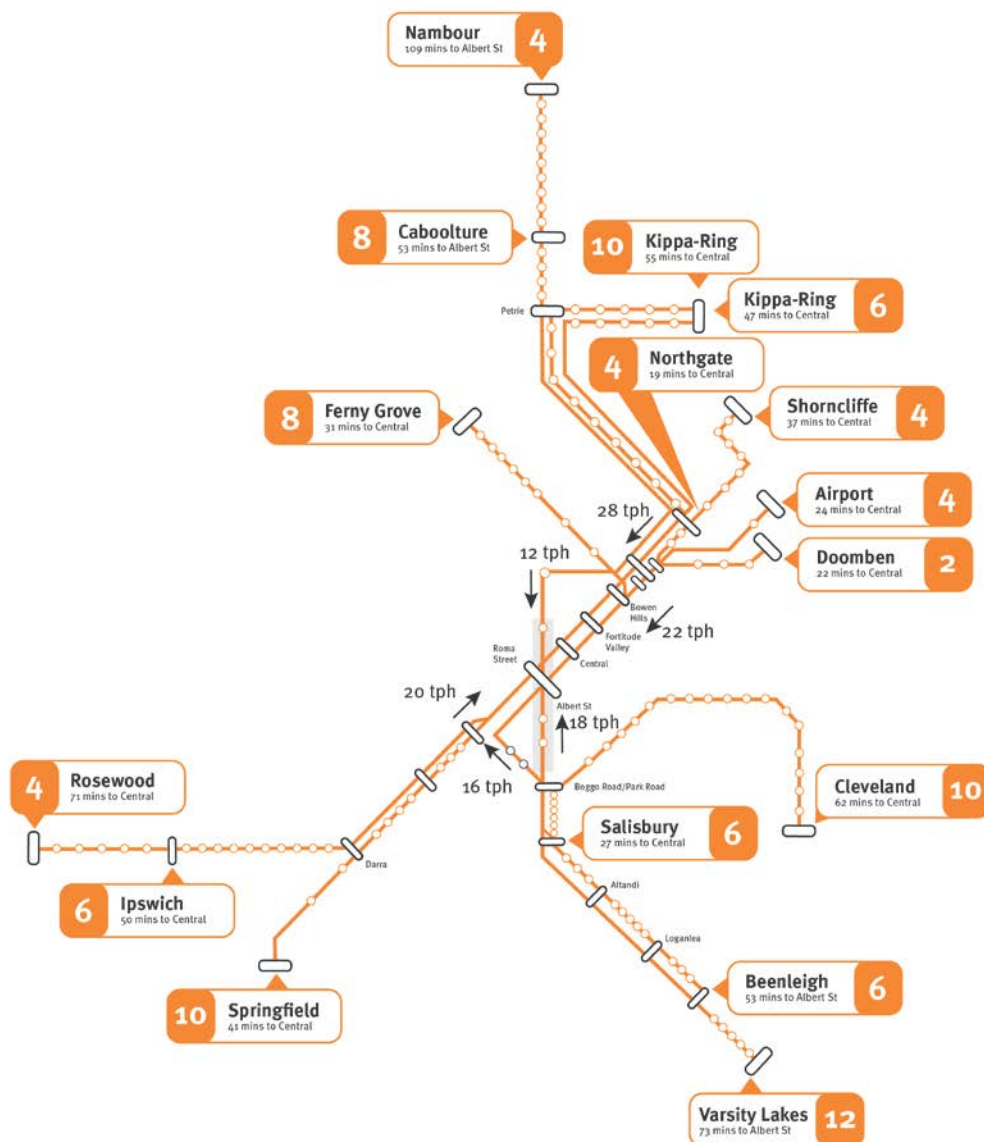 Nambour
109 mins to Albert St
4
8
Caboolture
53 mins to Albert St
10
Kippa-Ring
55 mins to Central
Kippa-Ring
47 mins to Central
6
Petrie
4
Northgate
19 mins to Central
8
Ferny Grove
31 mins to Central
Shorncliffe
37 mins to Central
4
Airport
24 mins to Central
4
28 tph
12 tph
Doomben
22 mins to Central
2
Bowen
Hills
22 tph
Fortitude
Valley
Central
Roma
Street
20 tph
Albert St
18 tph
16 tph
Boggo Road/Park Road
4
Rosewood
71 mins to Central
Cleveland
62 mins to Central
10
Salisbury
27 mins to Central
6
Darra
6
Ipswich
50 mins to Central
Altandi
Loganlea
10
Springfield
41 mins to Central
Beenleigh
53 mins to Albert St
6
Varsity Lakes
73 mins to Albert St
12